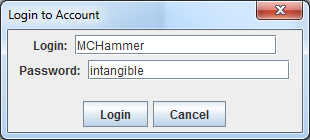 Login to Account
Login: MCHammer
Password: intangible
Login Cancel